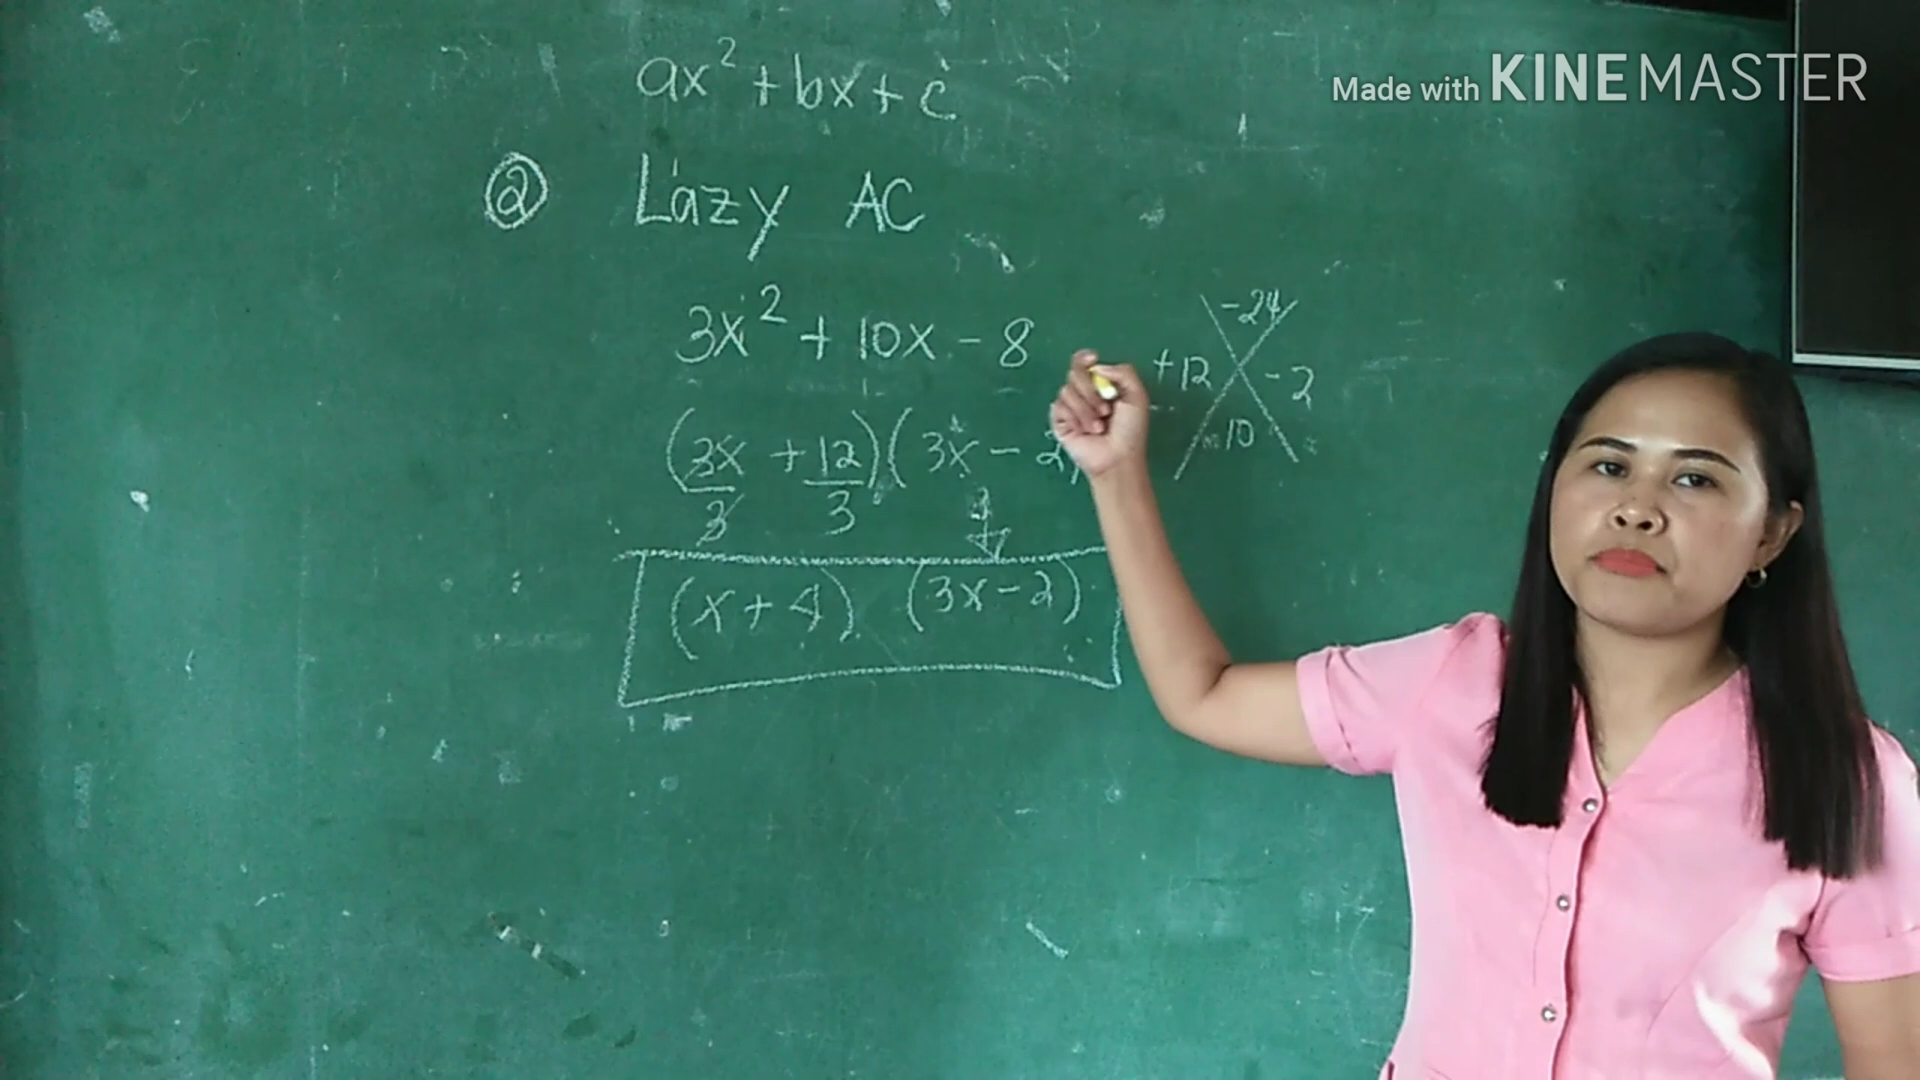 Made with KINEMASTER
ax² + bx + c
② Lazy AC
3x² + 10x - 8
-24
+12 -2
10
(3x + 12)(3x - 2)
3 3
(x + 4) (3x - 2)